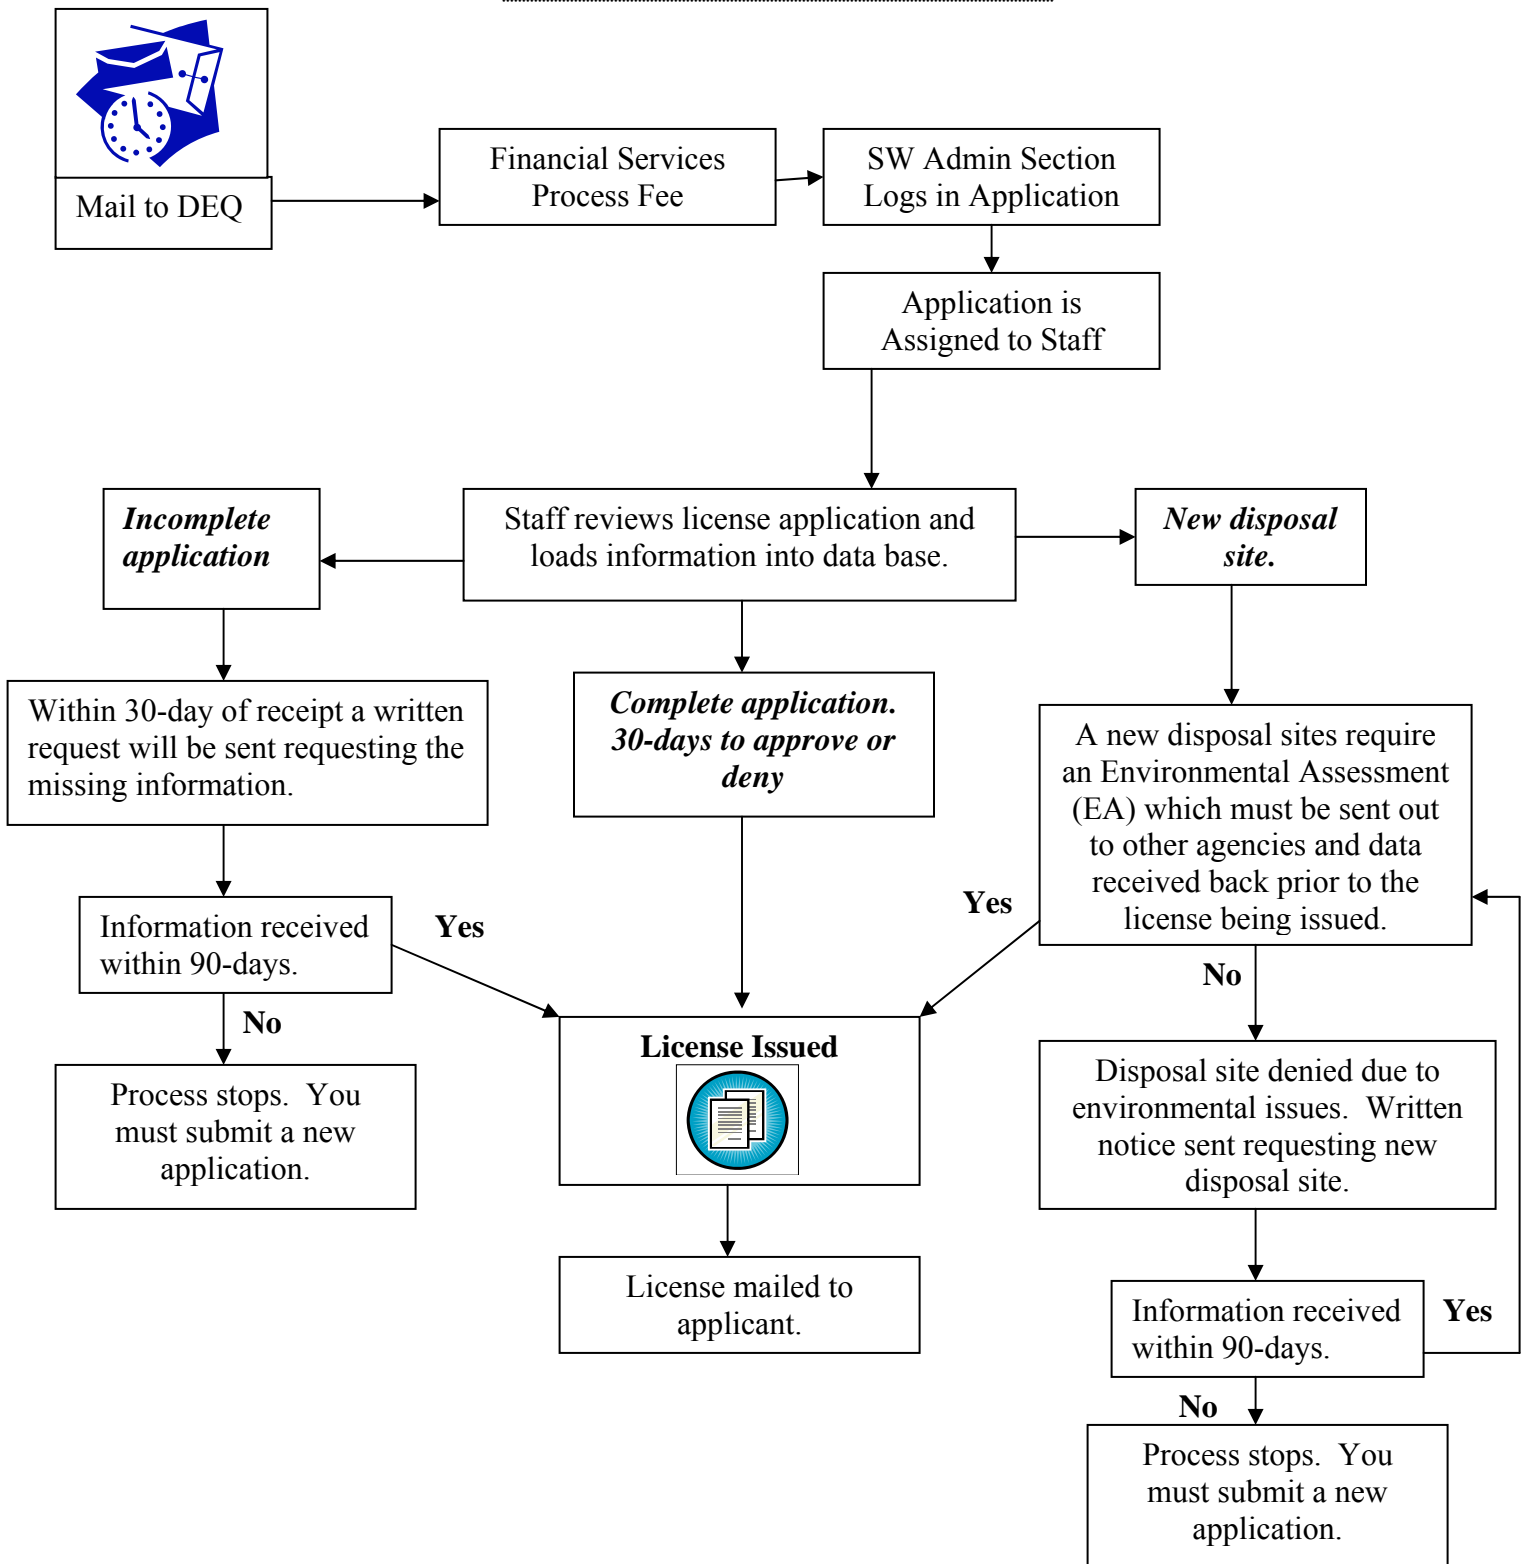 Mail to DEQ
Financial Services
Process Fee
SW Admin Section
Logs in Application
Application is
Assigned to Staff
Incomplete
application
Staff reviews license application and
loads information into data base.
New disposal
site.
Within 30-day of receipt a written
request will be sent requesting the
missing information.
Complete application.
30-days to approve or
deny
A new disposal sites require
an Environmental Assessment
(EA) which must be sent out
to other agencies and data
received back prior to the
license being issued.
Information received
within 90-days.
Yes
Yes
No
No
Process stops.  You
must submit a new
application.
License Issued
Disposal site denied due to
environmental issues.  Written
notice sent requesting new
disposal site.
License mailed to
applicant.
Information received
within 90-days.
Yes
No
Process stops.  You
must submit a new
application.